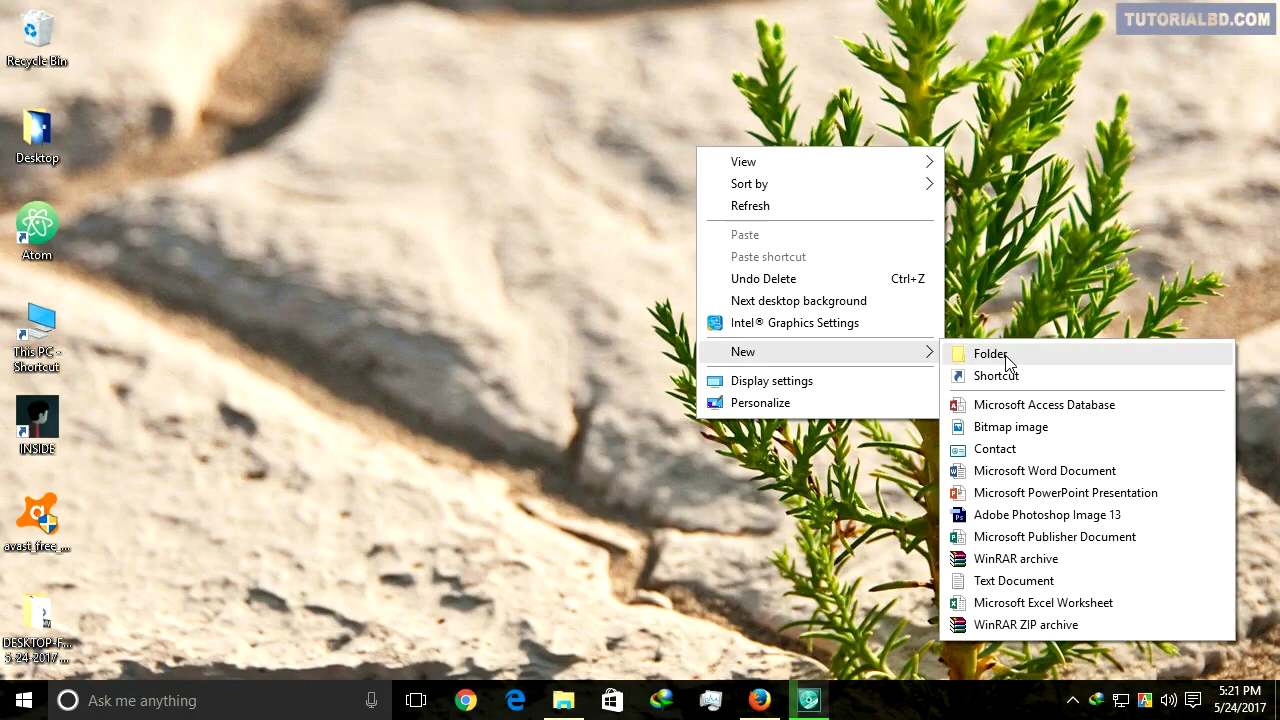 TUTORIALBD.COM
Recycle Bin
Desktop
Atom
This PC -
Shortcut
INSIDE
avast_free_...
DESKTOP-F...
5-24-2017 ...
View
Sort by
Refresh
Paste
Paste shortcut
Undo Delete Ctrl+Z
Next desktop background
Intel® Graphics Settings
New
Display settings
Personalize
Folder
Shortcut
Microsoft Access Database
Bitmap image
Contact
Microsoft Word Document
Microsoft PowerPoint Presentation
Adobe Photoshop Image 13
Microsoft Publisher Document
WinRAR archive
Text Document
Microsoft Excel Worksheet
WinRAR ZIP archive
Ask me anything
5:21 PM
5/24/2017